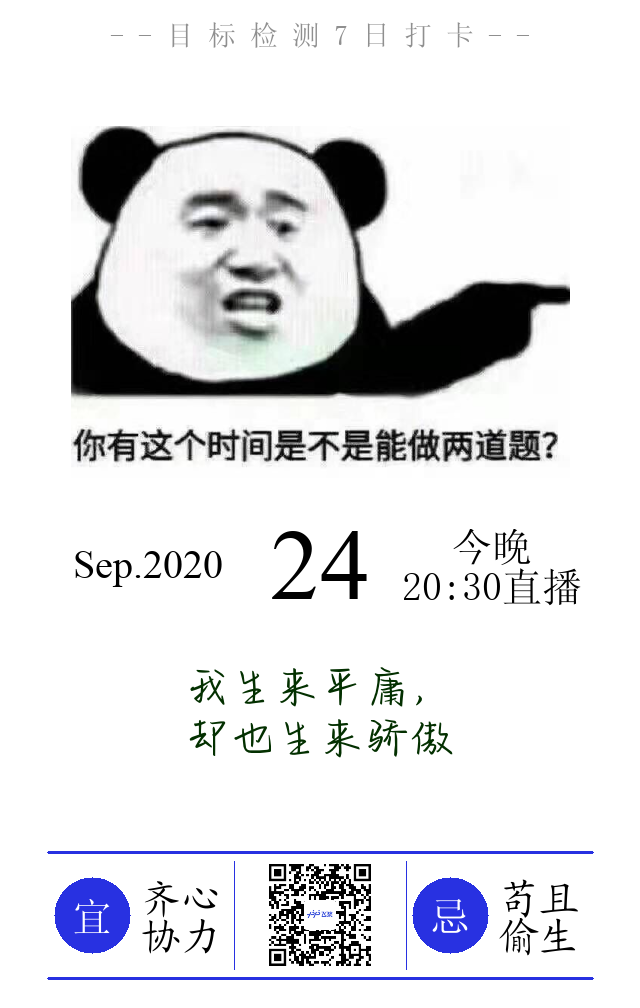 --目标检测7日打卡--
你有这个时间是不是能做两道题?
Sep.2020
24
今晚
20:30直播
我生来平庸,
却也生来骄傲
宜
齐心
协力
忌
苟且
偷生